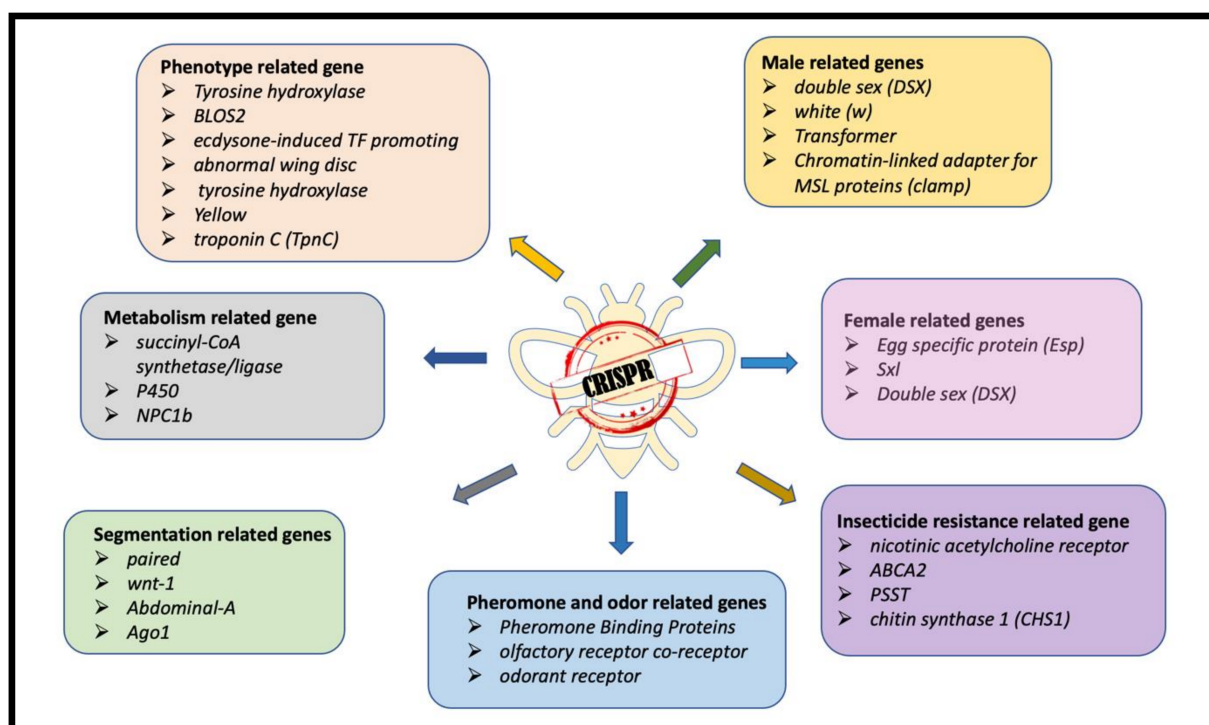 Phenotype related gene
➢ Tyrosine hydroxylase
➢ BLOS2
➢ ecdysone-induced TF promoting
➢ abnormal wing disc
➢ tyrosine hydroxylase
➢ Yellow
➢ troponin C (TpnC)
Male related genes
➢ double sex (DSX)
➢ white (w)
➢ Transformer
➢ Chromatin-linked adapter for
MSL proteins (clamp)
Metabolism related gene
➢ succinyl-CoA
synthetase/ligase
➢ P450
➢ NPC1b
CRISPR
Female related genes
➢ Egg specific protein (Esp)
➢ Sxl
➢ Double sex (DSX)
Segmentation related genes
➢ paired
➢ wnt-1
➢ Abdominal-A
➢ Ago1
Pheromone and odor related genes
➢ Pheromone Binding Proteins
➢ olfactory receptor co-receptor
➢ odorant receptor
Insecticide resistance related gene
➢ nicotinic acetylcholine receptor
➢ ABCA2
➢ PSST
➢ chitin synthase 1 (CHS1)